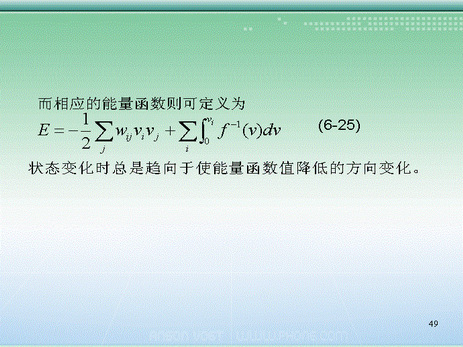 而相应的能量函数则可定义为
E = -\frac{1}{2}\sum_{j} w_{ij} v_i v_j + \sum_{i}\int_{0}^{v_i} f^{-1}(v)dv (6-25)
状态变化时总是趋向于使能量函数值降低的方向变化。
49